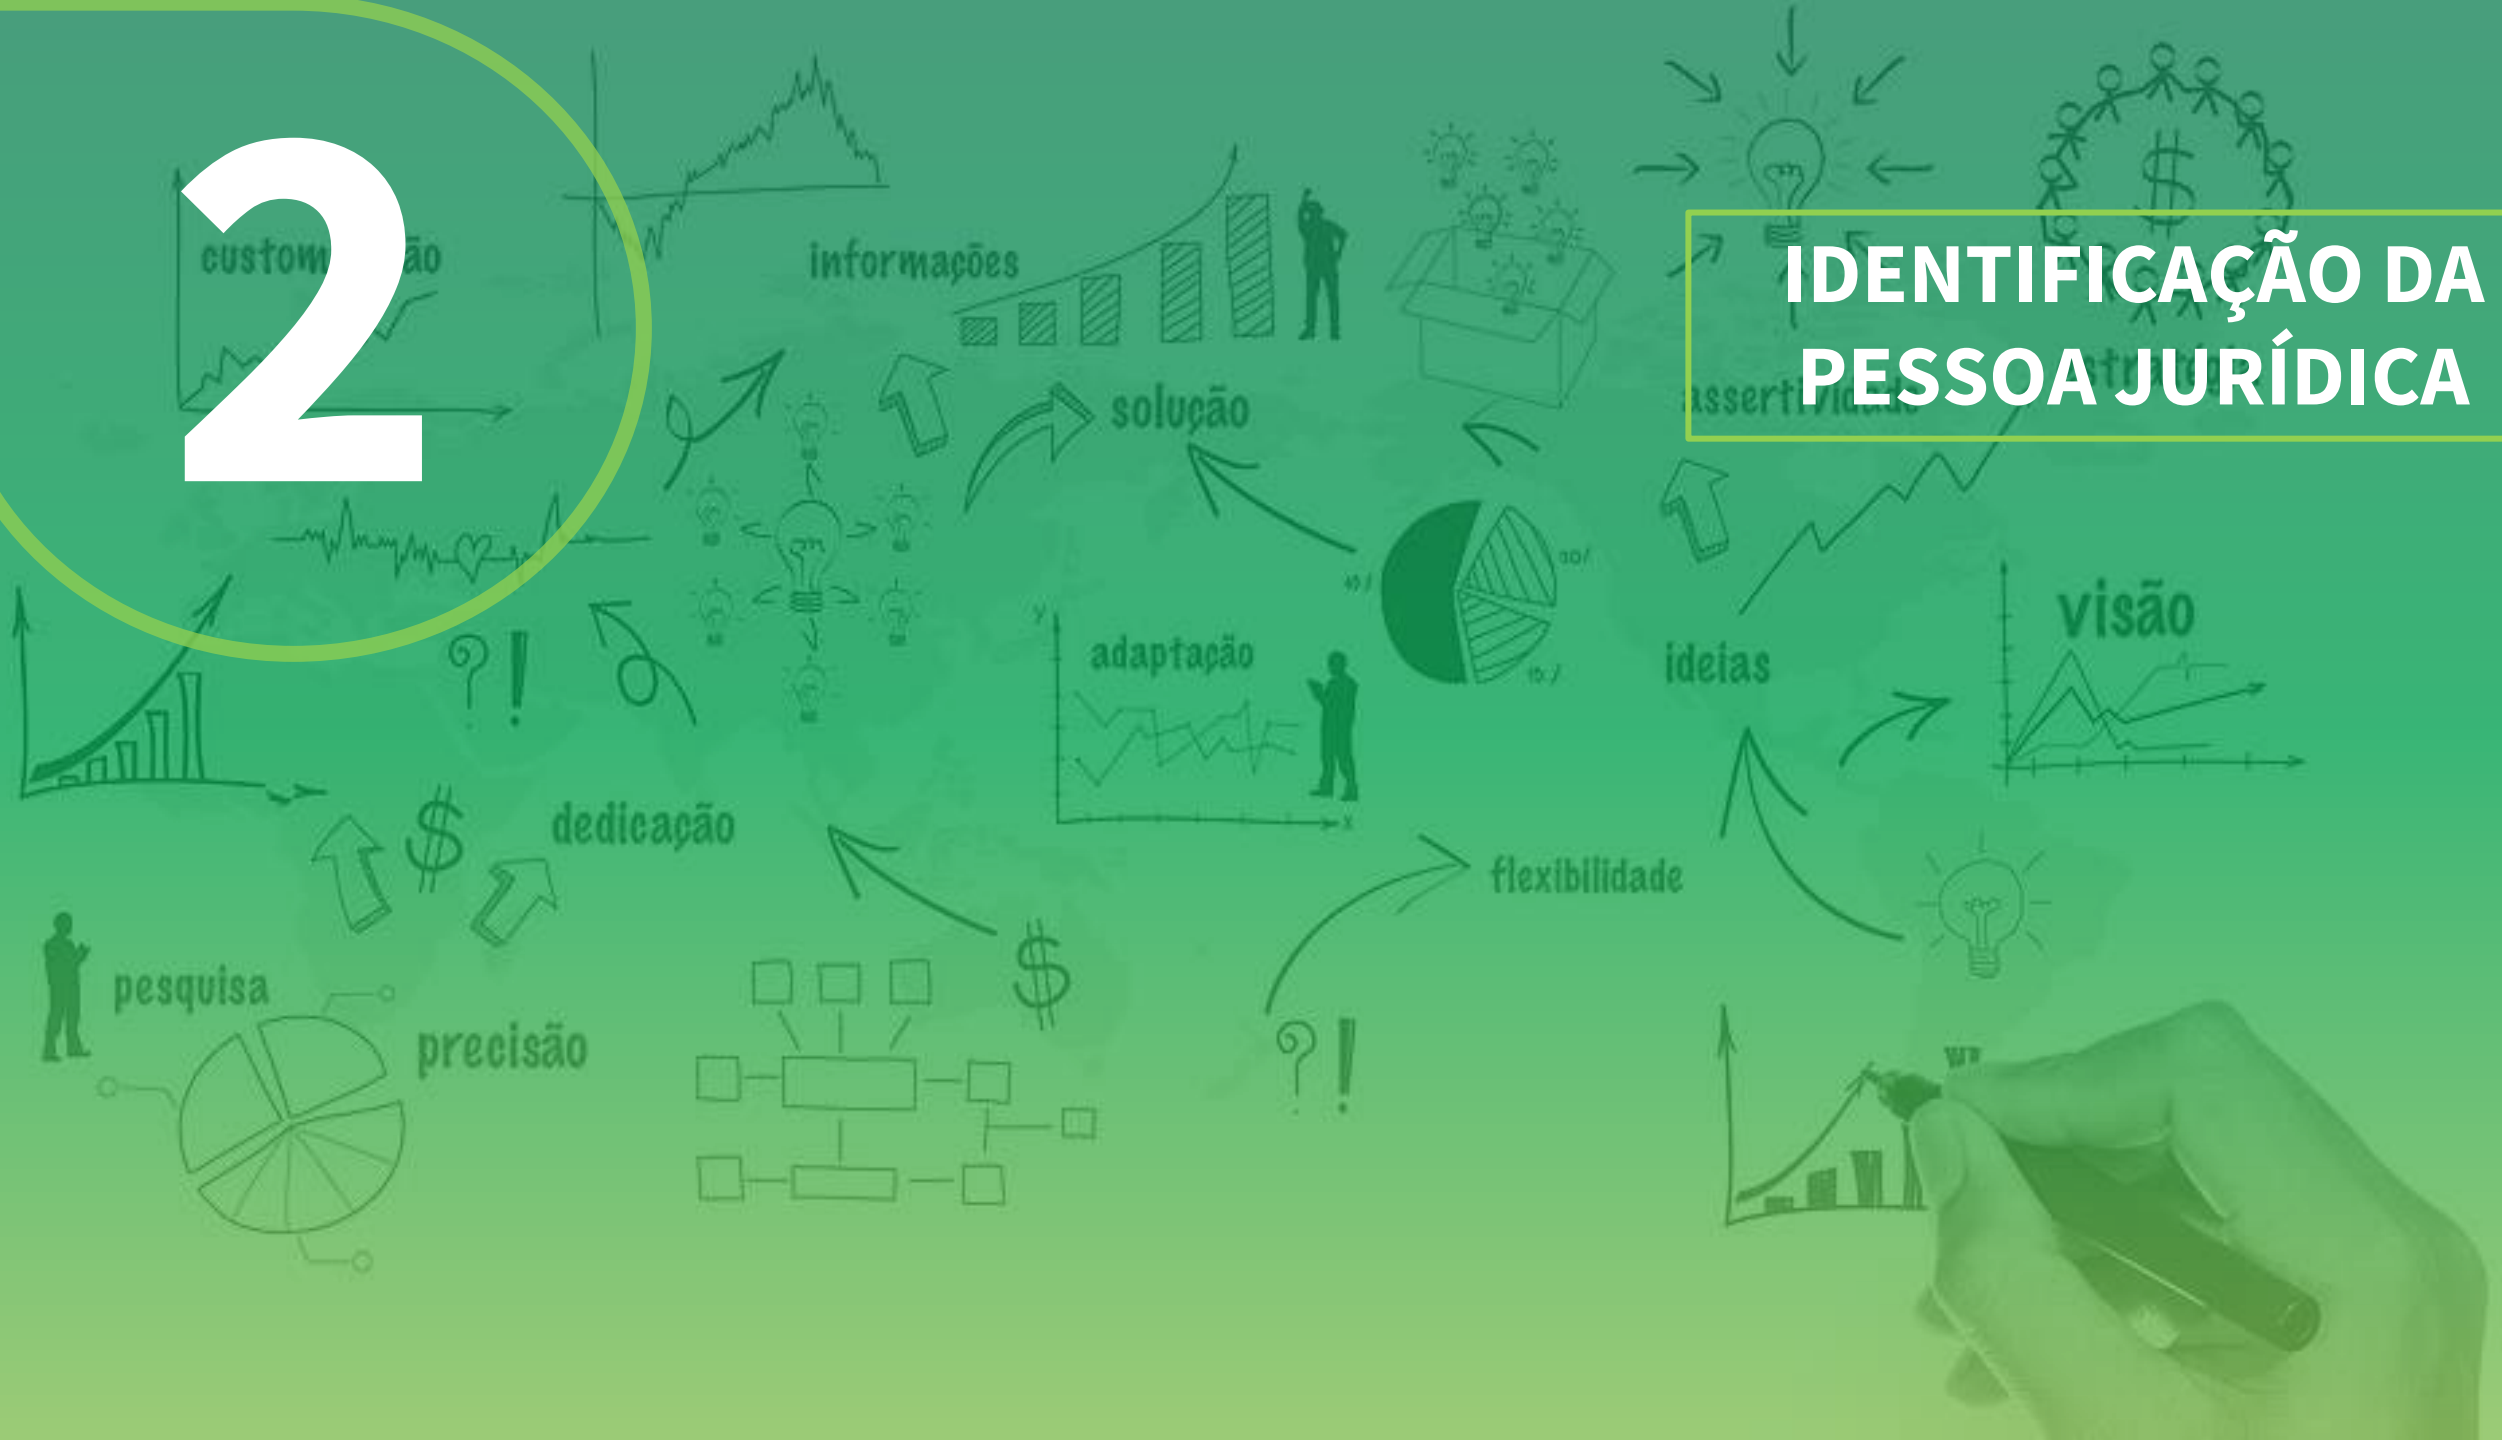 2
IDENTIFICAÇÃO DA
PESSOA JURÍDICA
informações
solução
visão
adaptação
ideias
dedicação
flexibilidade
pesquisa
precisão
? !
? !
$
$
$
Y
X